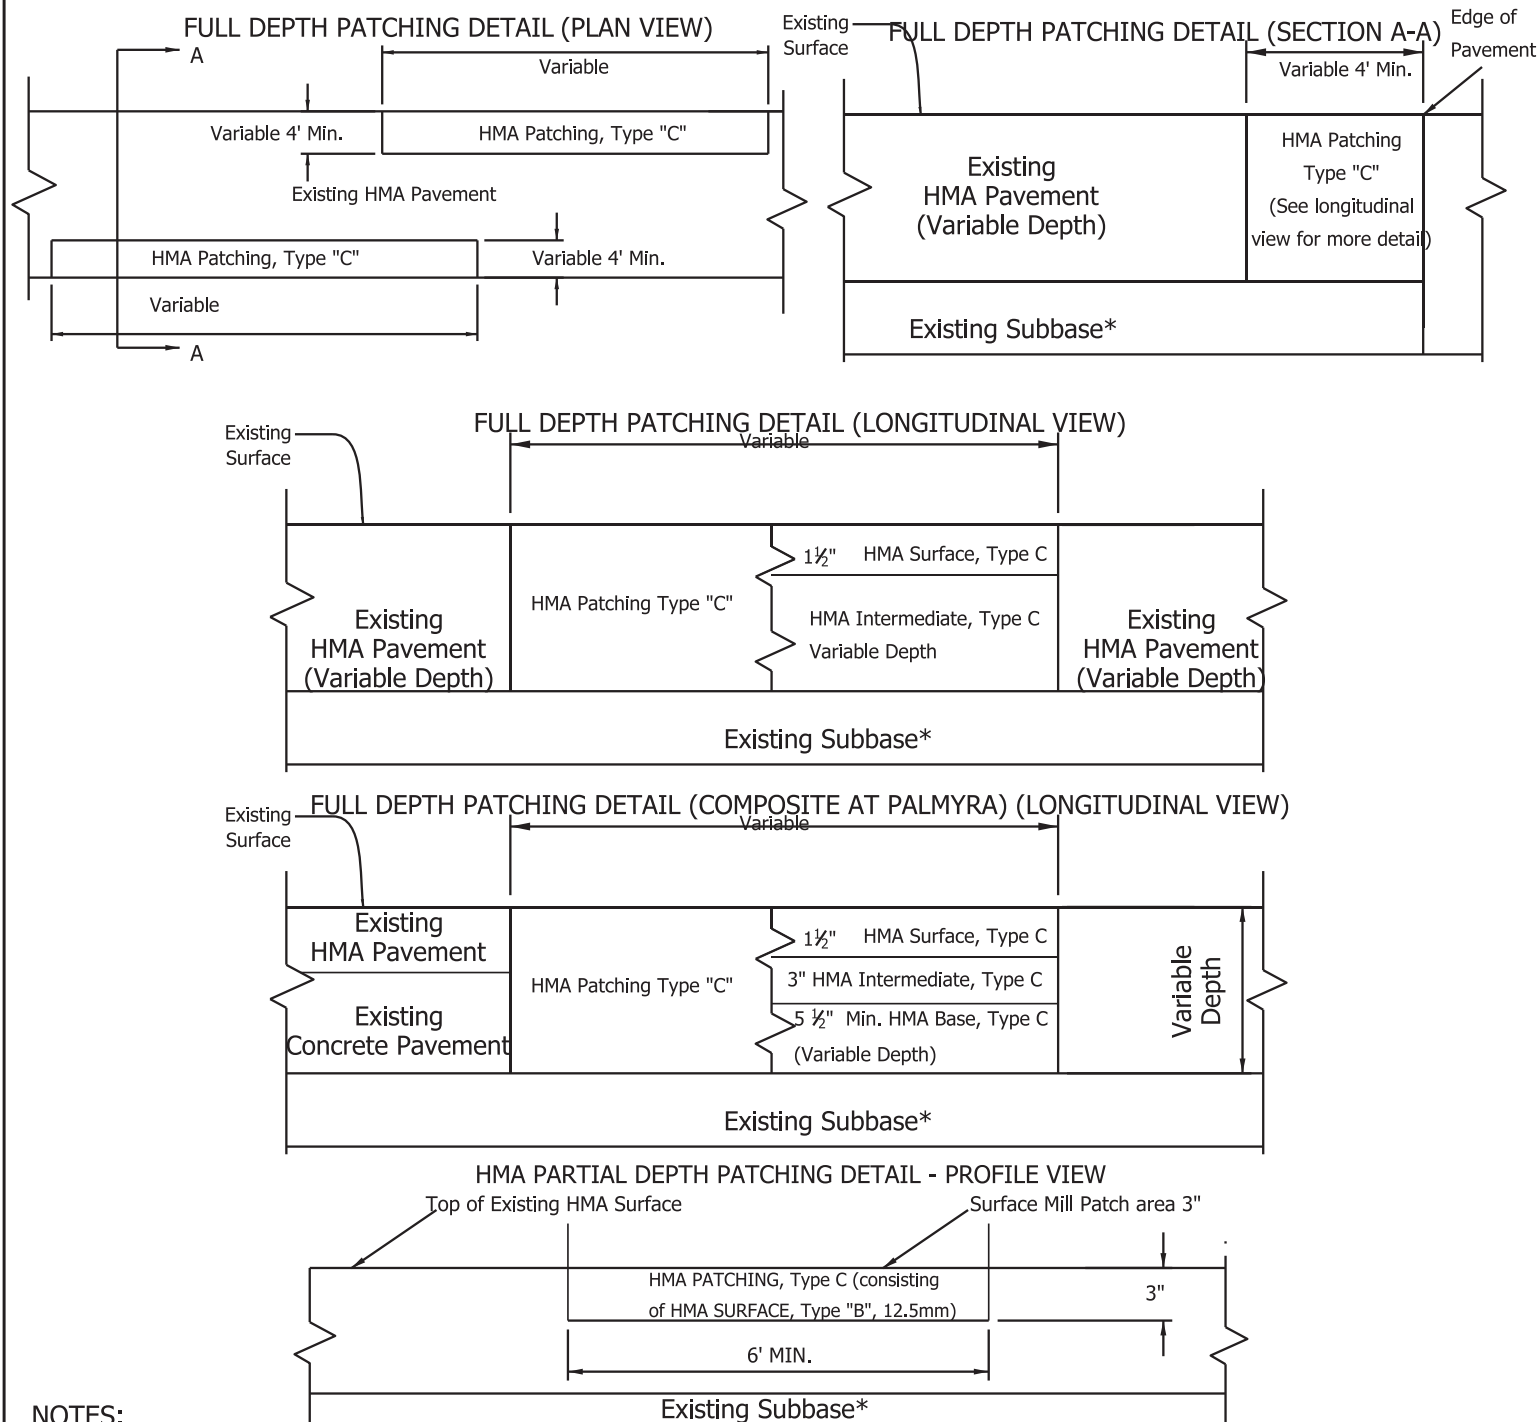 FULL DEPTH PATCHING DETAIL (PLAN VIEW)
A
Variable
Variable 4' Min.
HMA Patching, Type "C"
Existing HMA Pavement
HMA Patching, Type "C"
Variable 4' Min.
Variable
A
FULL DEPTH PATCHING DETAIL (SECTION A-A)
Existing
Surface
Edge of
Pavement
Variable 4' Min.
Existing
HMA Pavement
(Variable Depth)
HMA Patching
Type "C"
(See longitudinal
view for more detail)
Existing Subbase*
FULL DEPTH PATCHING DETAIL (LONGITUDINAL VIEW)
Existing
Surface
Variable
Existing
HMA Pavement
(Variable Depth)
HMA Patching Type "C"
1½" HMA Surface, Type C
HMA Intermediate, Type C
Variable Depth
Existing
HMA Pavement
(Variable Depth)
Existing Subbase*
FULL DEPTH PATCHING DETAIL (COMPOSITE AT PALMYRA) (LONGITUDINAL VIEW)
Existing
Surface
Variable
Existing
HMA Pavement
Existing
Concrete Pavement
HMA Patching Type "C"
1½" HMA Surface, Type C
3" HMA Intermediate, Type C
5 ½" Min. HMA Base, Type C
(Variable Depth)
Variable
Depth
Existing Subbase*
HMA PARTIAL DEPTH PATCHING DETAIL - PROFILE VIEW
Top of Existing HMA Surface
Surface Mill Patch area 3"
HMA PATCHING, Type C (consisting
of HMA SURFACE, Type "B", 12.5mm)
3"
6' MIN.
Existing Subbase*
NOTES: